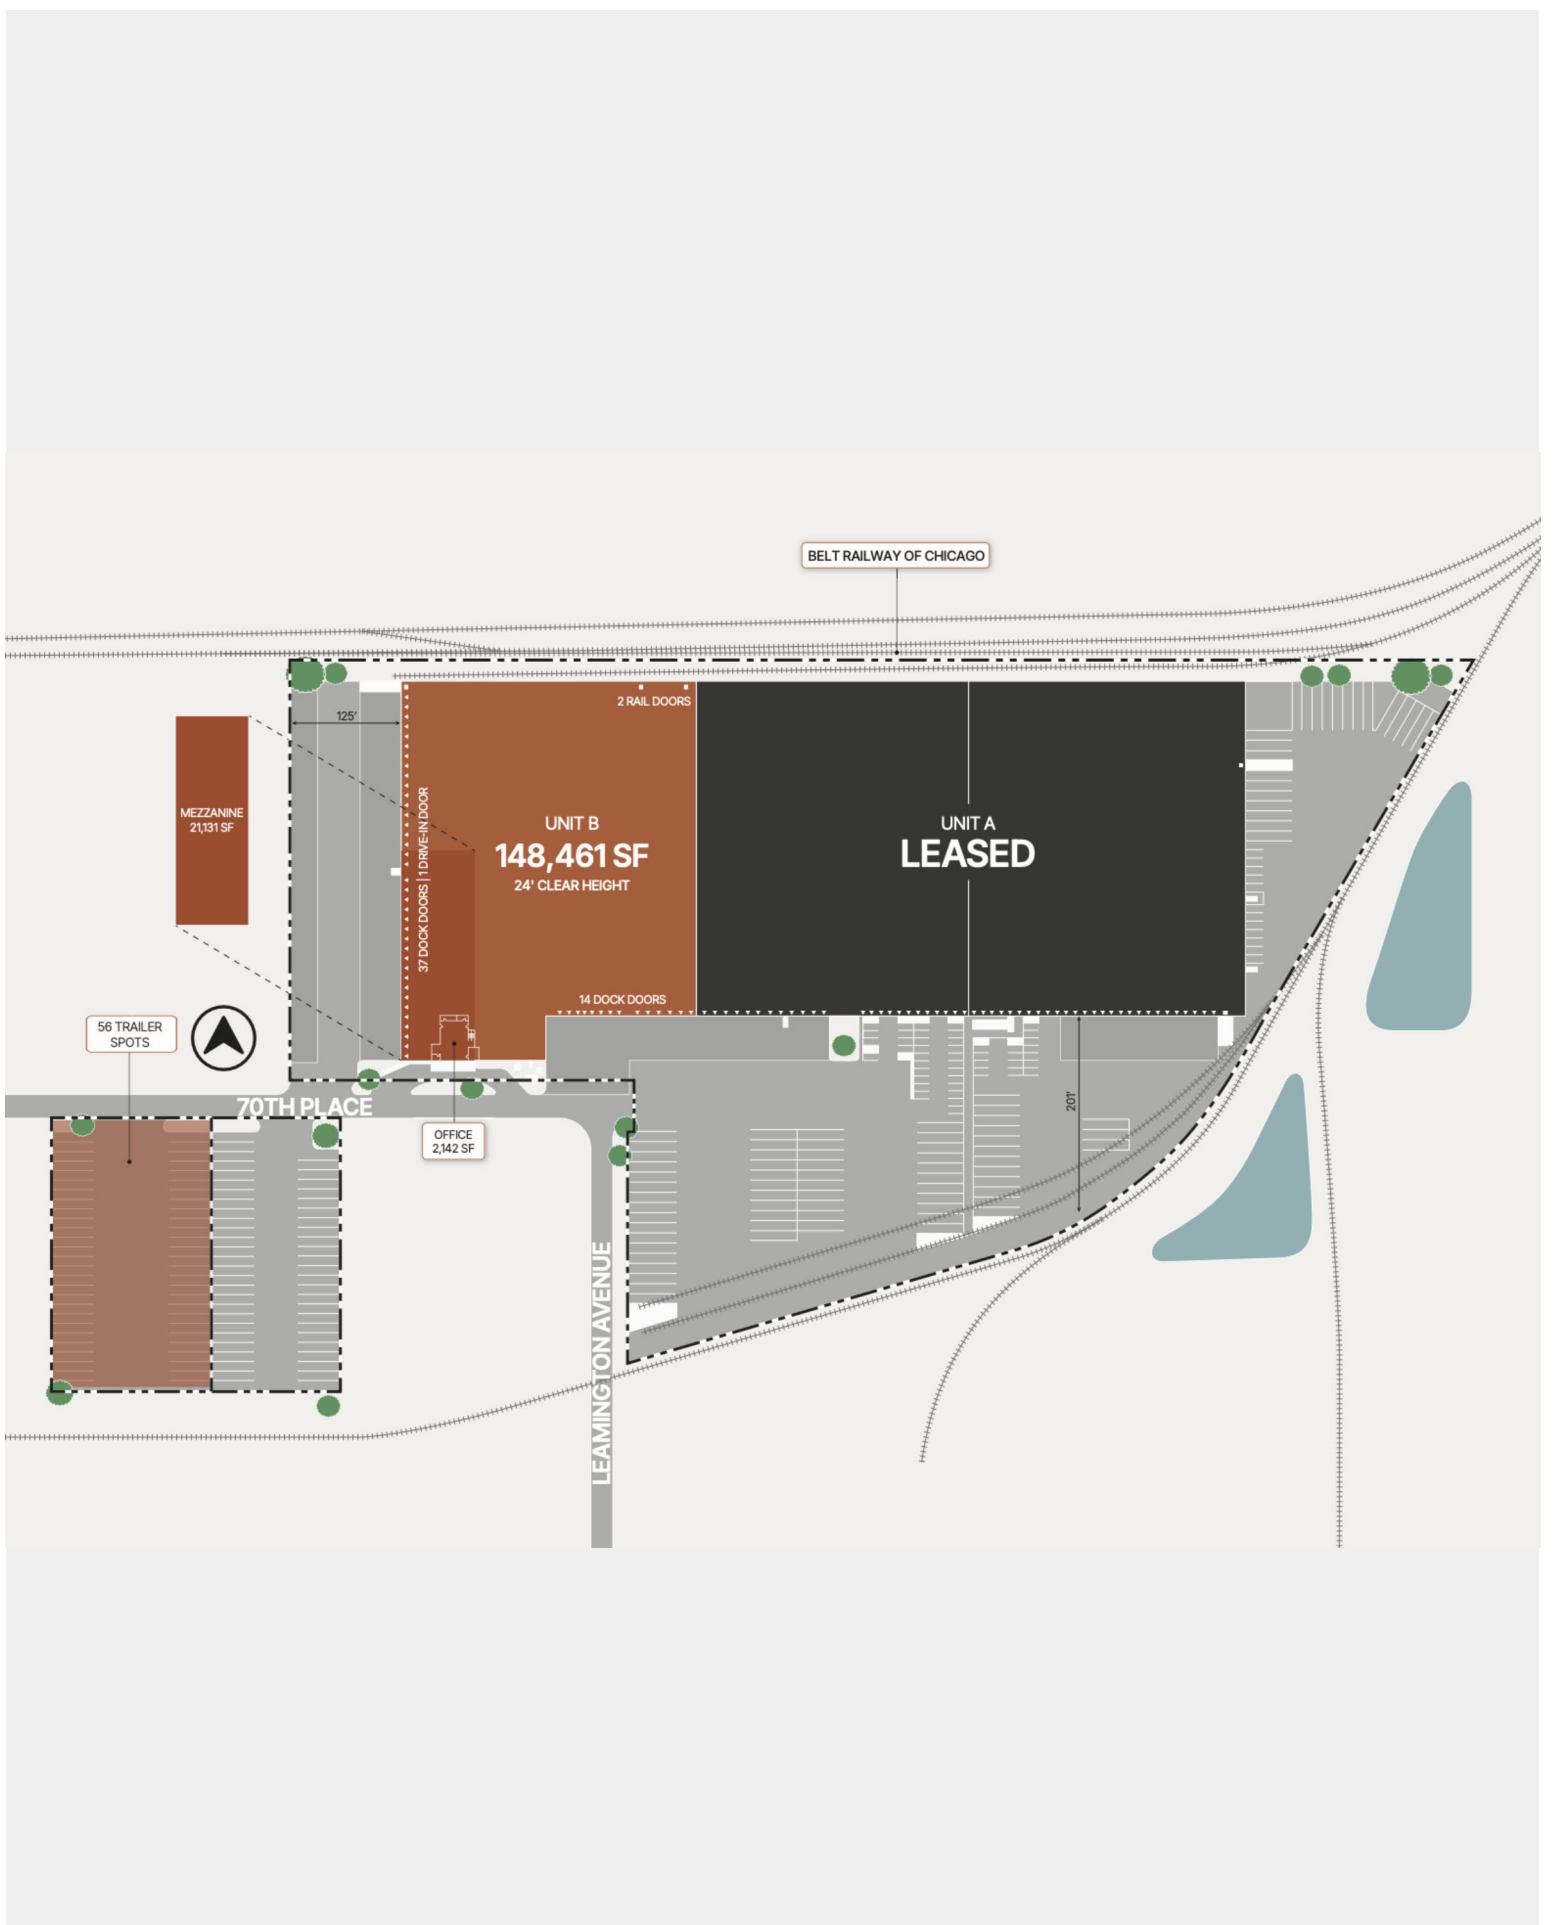 BELT RAILWAY OF CHICAGO
2 RAIL DOORS
125'
MEZZANINE
21,131 SF
37 DOCK DOORS | 1 DRIVE-IN DOOR
UNIT B
148,461 SF
24' CLEAR HEIGHT
UNIT A
LEASED
14 DOCK DOORS
56 TRAILER
SPOTS
70TH PLACE
OFFICE
2,142 SF
201'
LEAMINGTON AVENUE